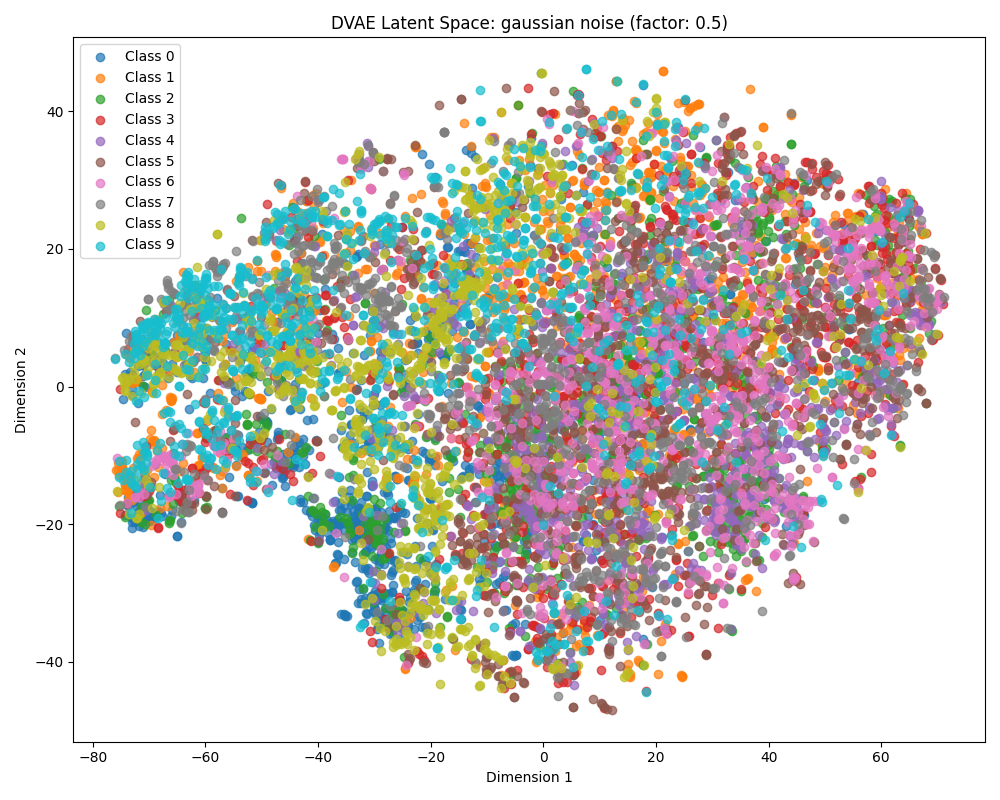 DVAE Latent Space: gaussian noise (factor: 0.5)
Class 0
Class 1
Class 2
Class 3
Class 4
Class 5
Class 6
Class 7
Class 8
Class 9
40
20
0
−20
−40
Dimension 2
−80 −60 −40 −20 0 20 40 60
Dimension 1